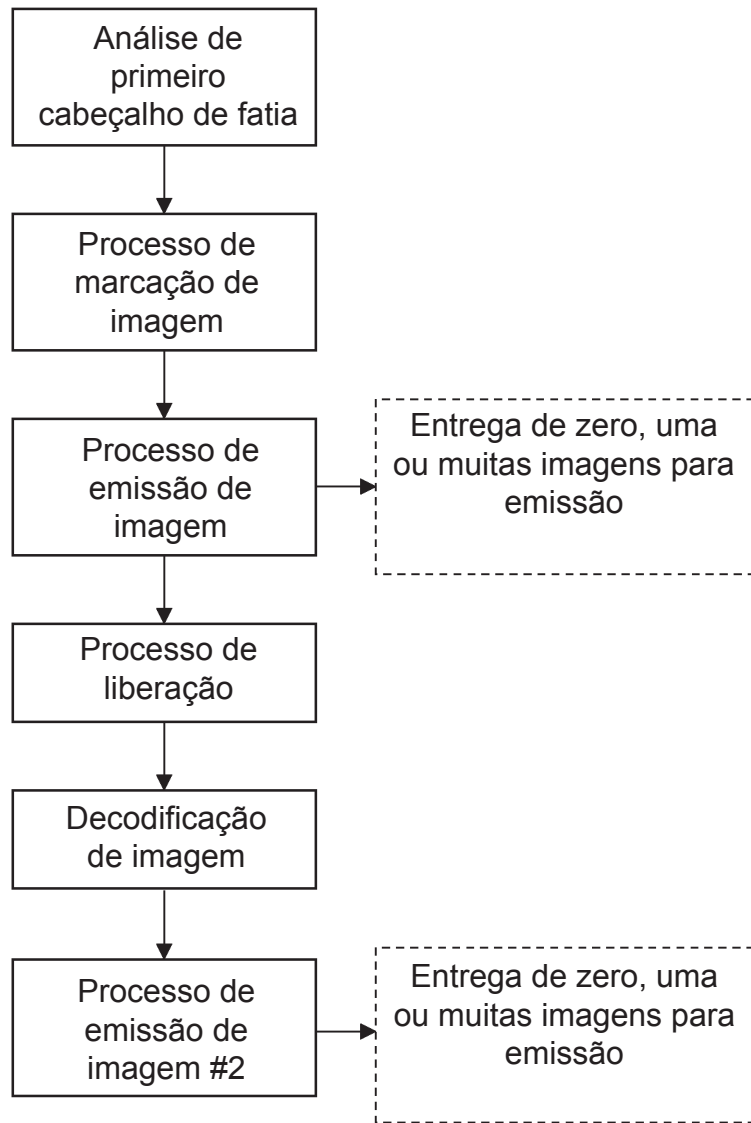 Análise de
primeiro
cabeçalho de fatia
Processo de
marcação de
imagem
Processo de
emissão de
imagem
Entrega de zero, uma
ou muitas imagens para
emissão
Processo de
liberação
Decodificação
de imagem
Processo de
emissão de
imagem #2
Entrega de zero, uma
ou muitas imagens para
emissão